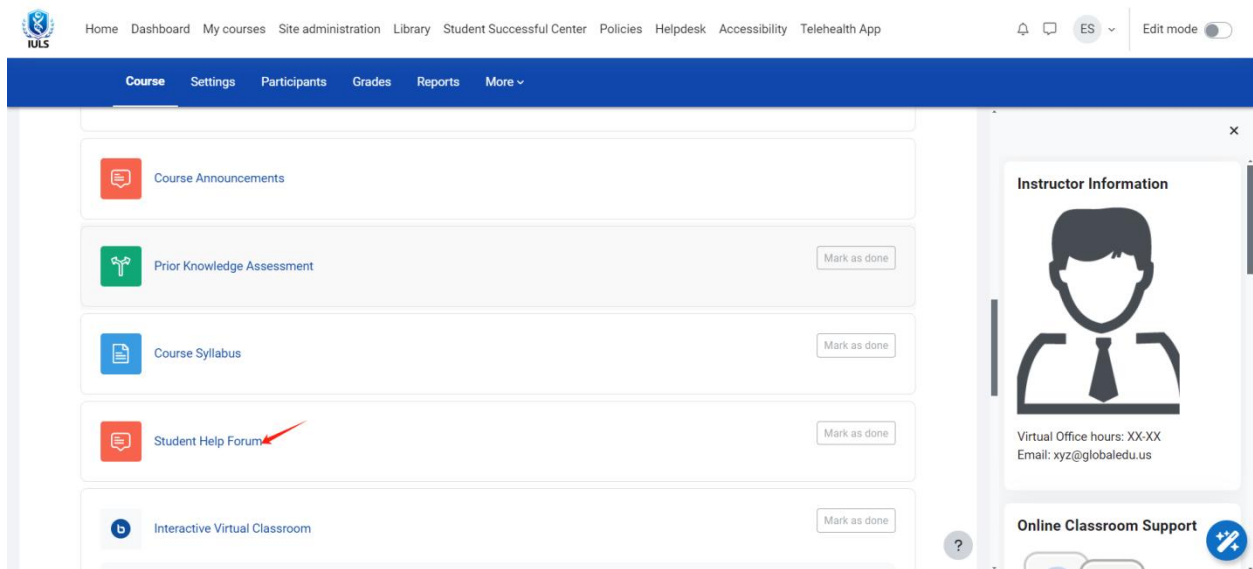 IULS
Home Dashboard My courses Site administration Library Student Successful Center Policies Helpdesk Accessibility Telehealth App ES Edit mode
Course Settings Participants Grades Reports More
Course Announcements
Prior Knowledge Assessment Mark as done
Course Syllabus Mark as done
Student Help Forum Mark as done
Interactive Virtual Classroom Mark as done
?
Instructor Information
Virtual Office hours: XX-XX
Email: xyz@globaledu.us
Online Classroom Support